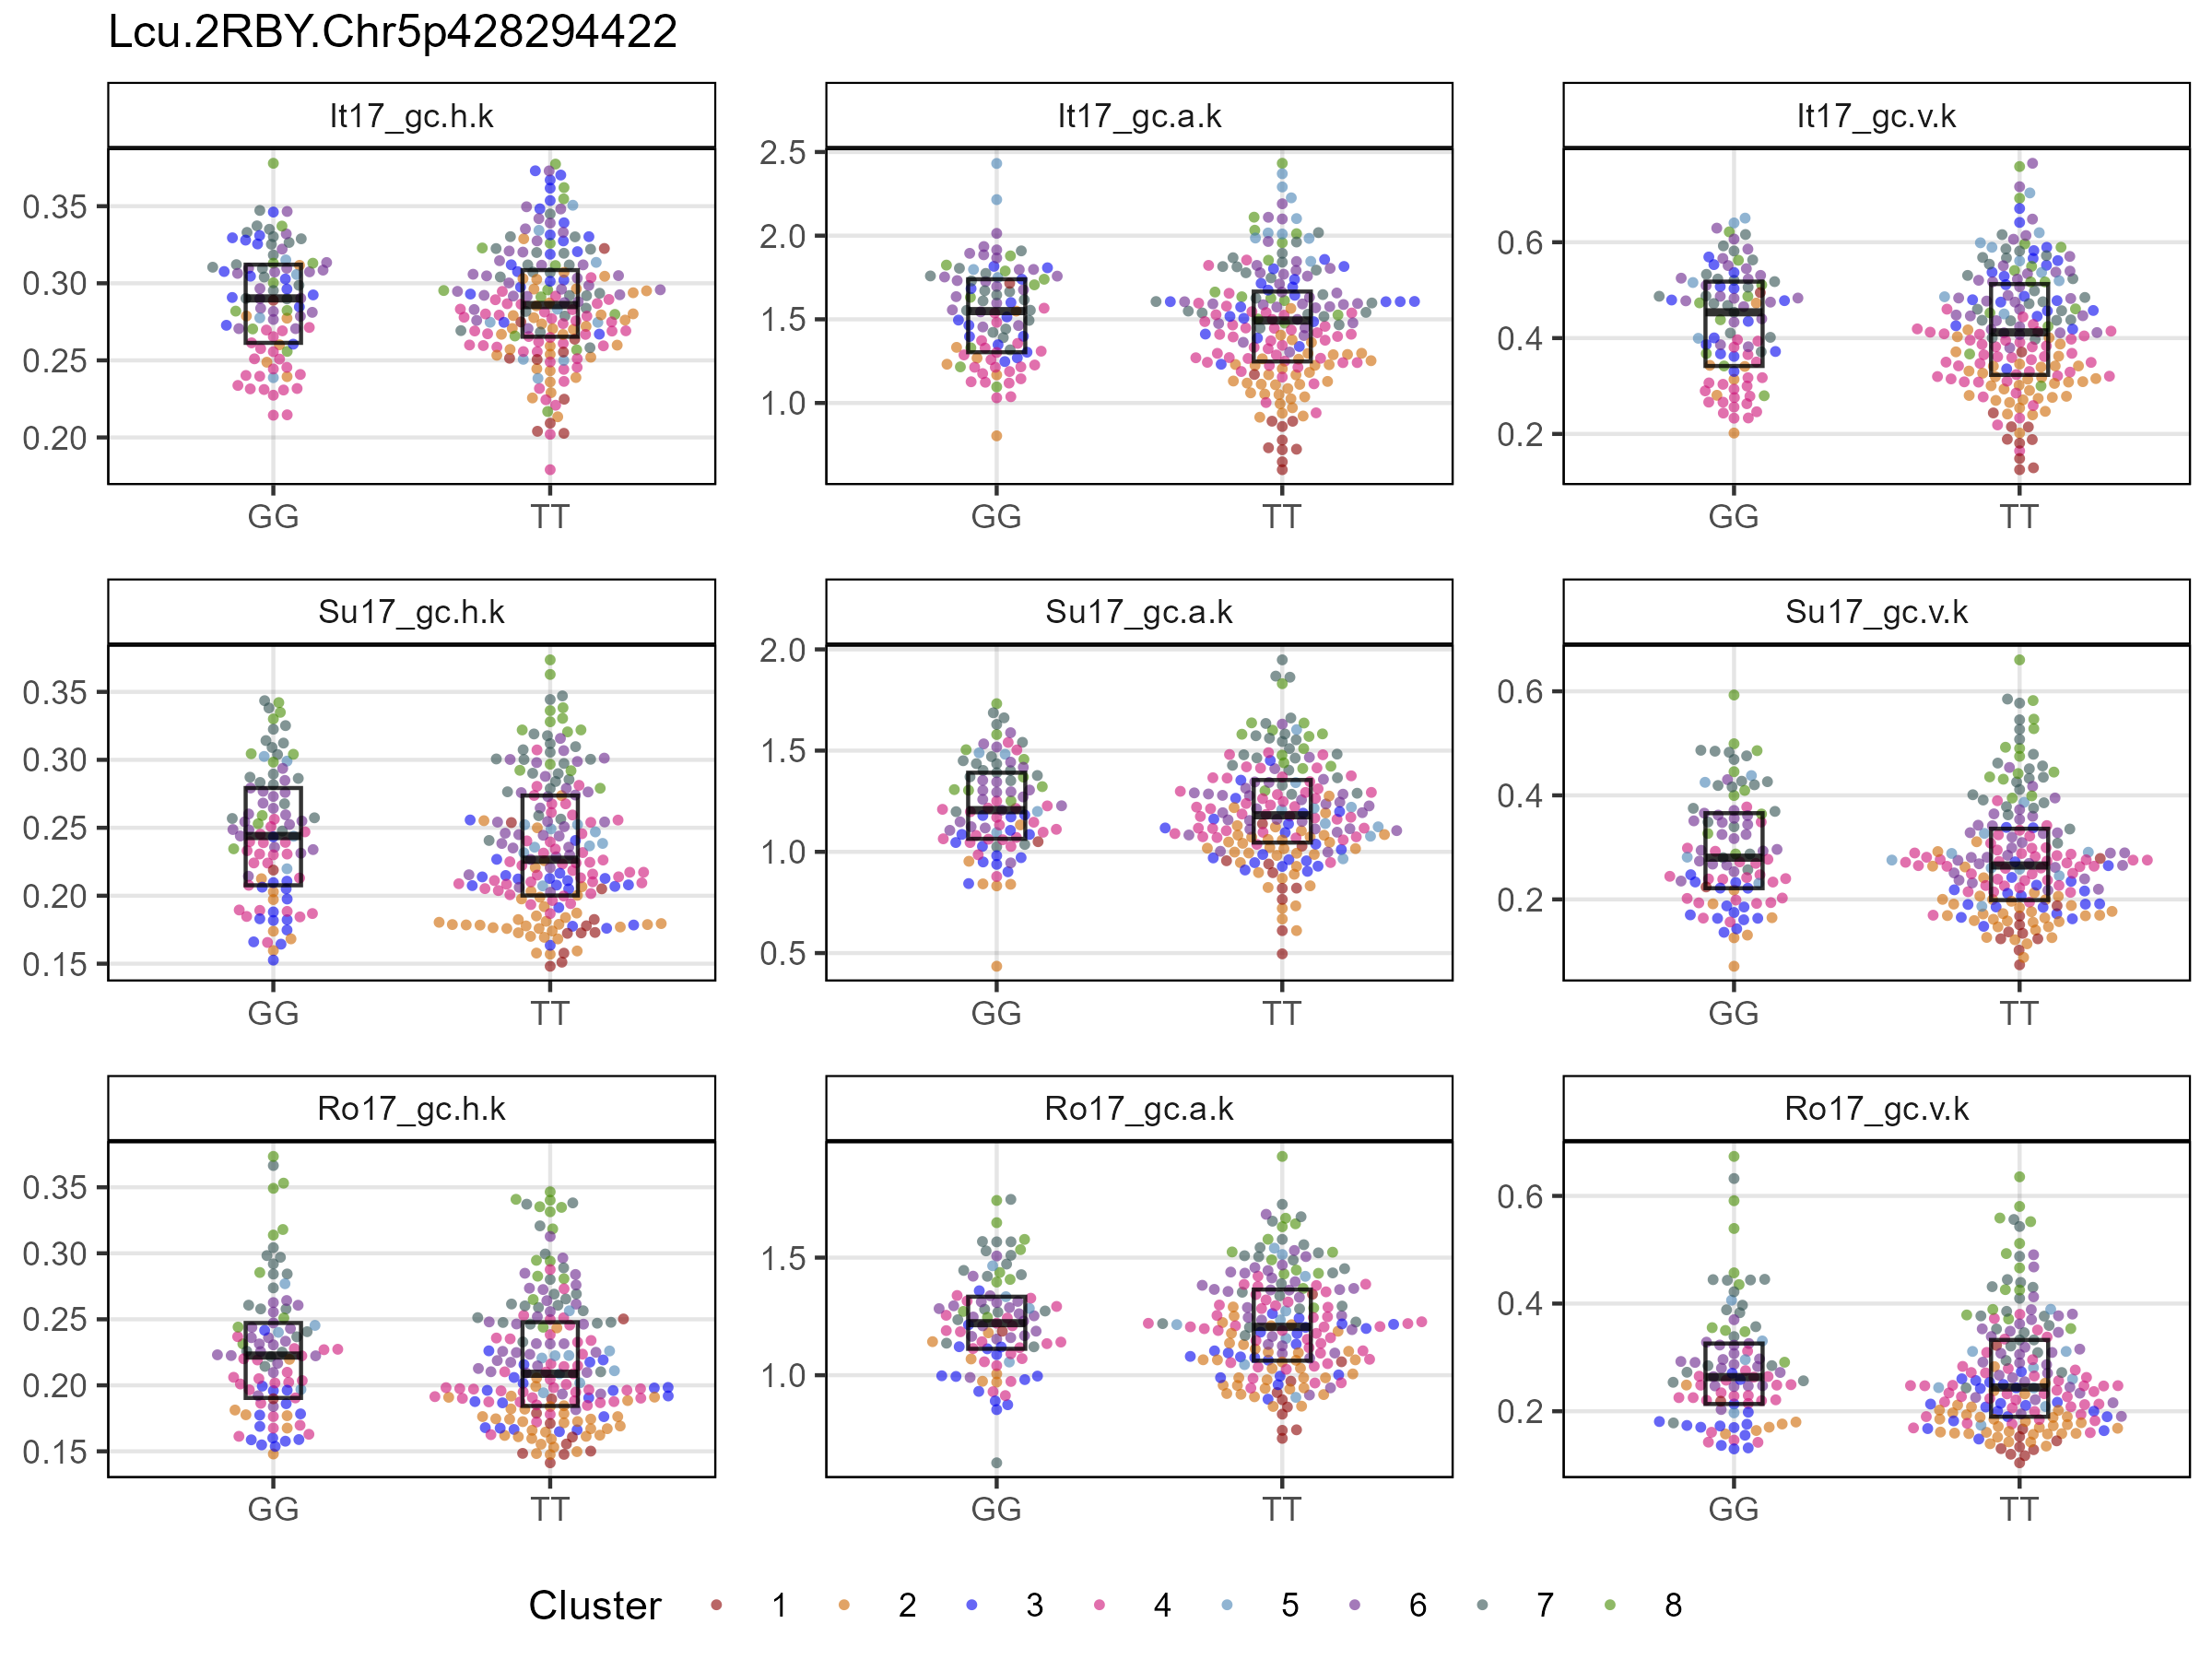 Lcu.2RBY.Chr5p428294422
It17_gc.h.k
It17_gc.a.k
It17_gc.v.k
0.35
0.30
0.25
0.20
GG
TT
2.5
2.0
1.5
1.0
GG
TT
0.6
0.4
0.2
GG
TT
Su17_gc.h.k
Su17_gc.a.k
Su17_gc.v.k
0.35
0.30
0.25
0.20
0.15
GG
TT
2.0
1.5
1.0
0.5
GG
TT
0.6
0.4
0.2
GG
TT
Ro17_gc.h.k
Ro17_gc.a.k
Ro17_gc.v.k
0.35
0.30
0.25
0.20
0.15
GG
TT
1.5
1.0
GG
TT
0.6
0.4
0.2
GG
TT
Cluster 1 2 3 4 5 6 7 8